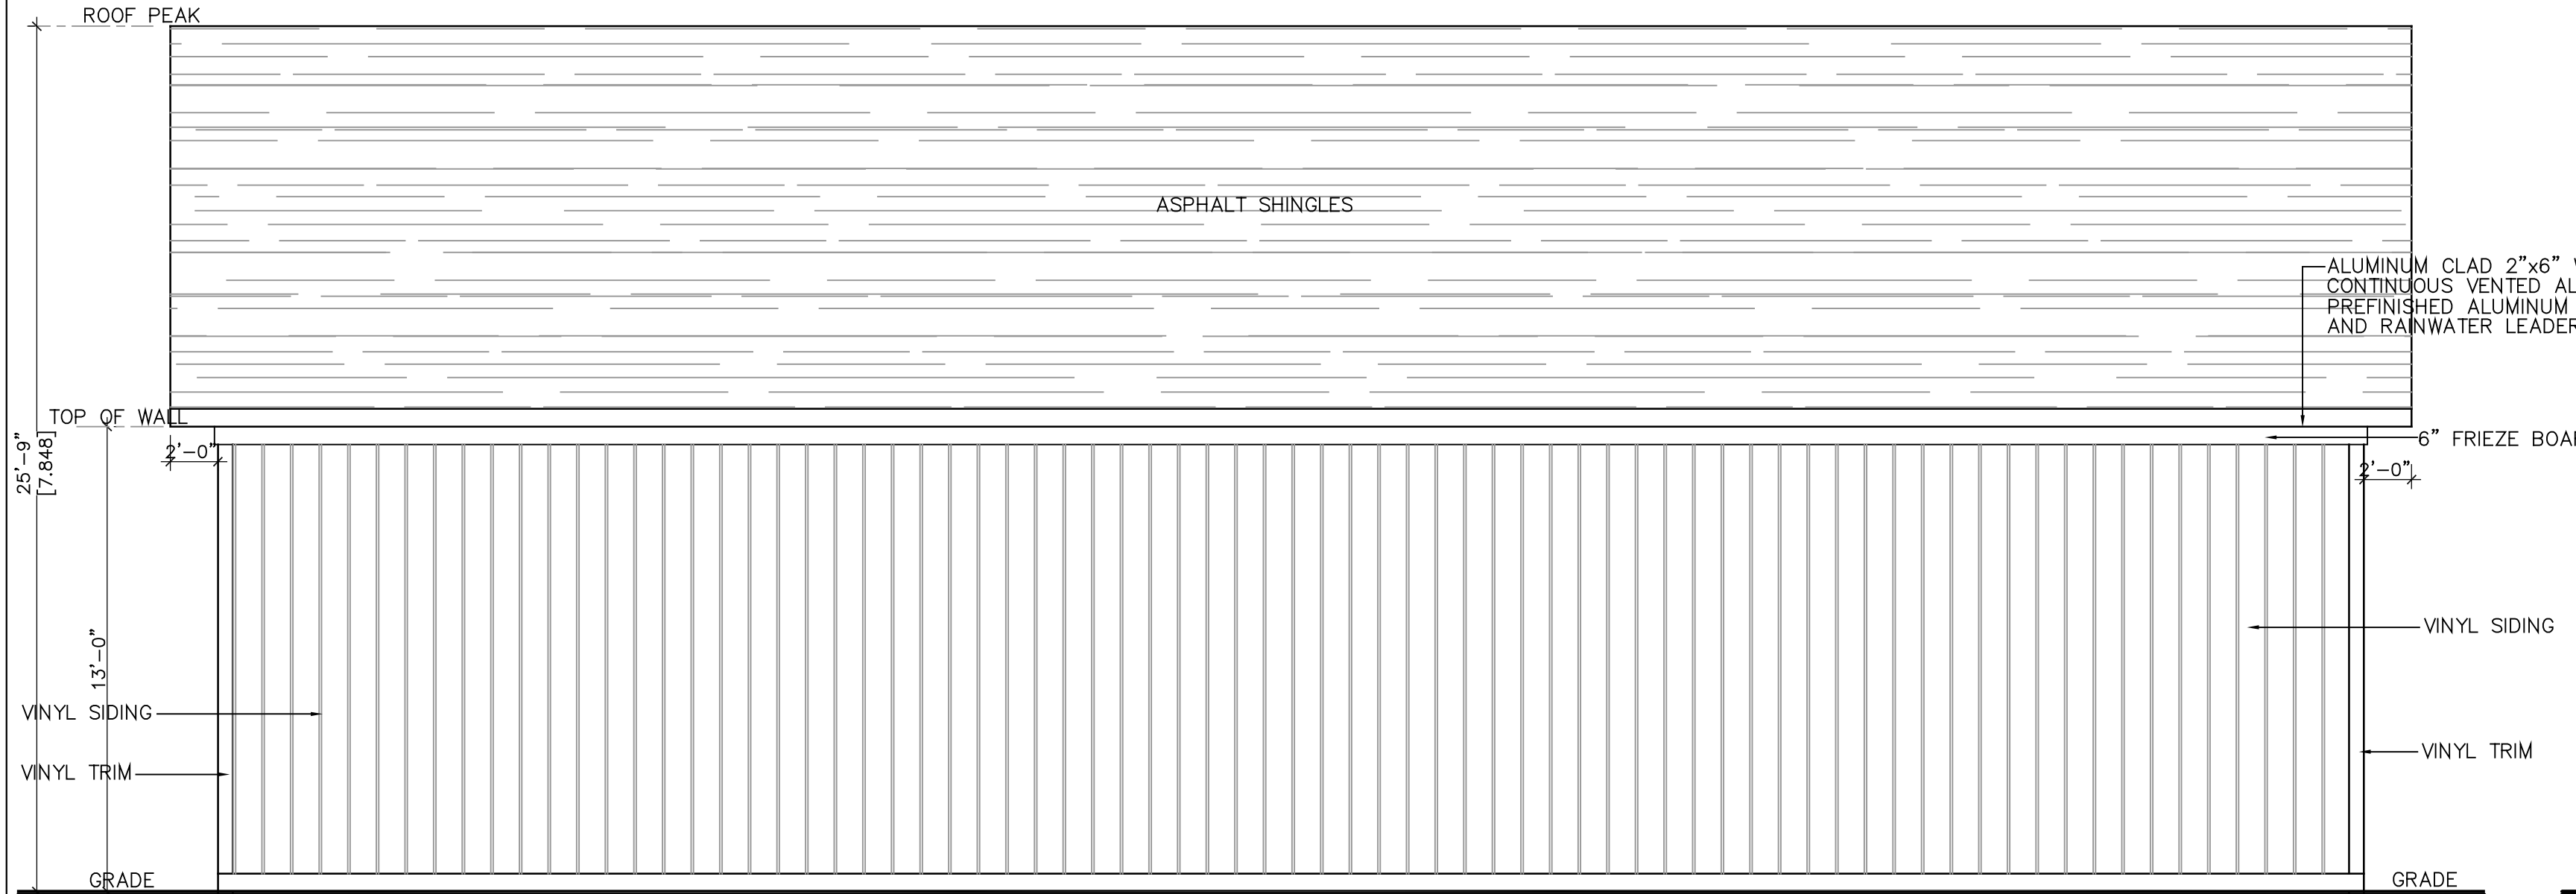 ROOF PEAK
ASPHALT SHINGLES
ALUMINUM CLAD 2"x6"
CONTINUOUS VENTED
PREFINISHED ALUMINUM
AND RAINWATER LEADER
TOP OF WALL
25'-9"
[7.848]
2'-0"
6" FRIEZE
2'-0"
13'-0"
VINYL SIDING
VINYL SIDING
VINYL TRIM
VINYL TRIM
GRADE
GRADE